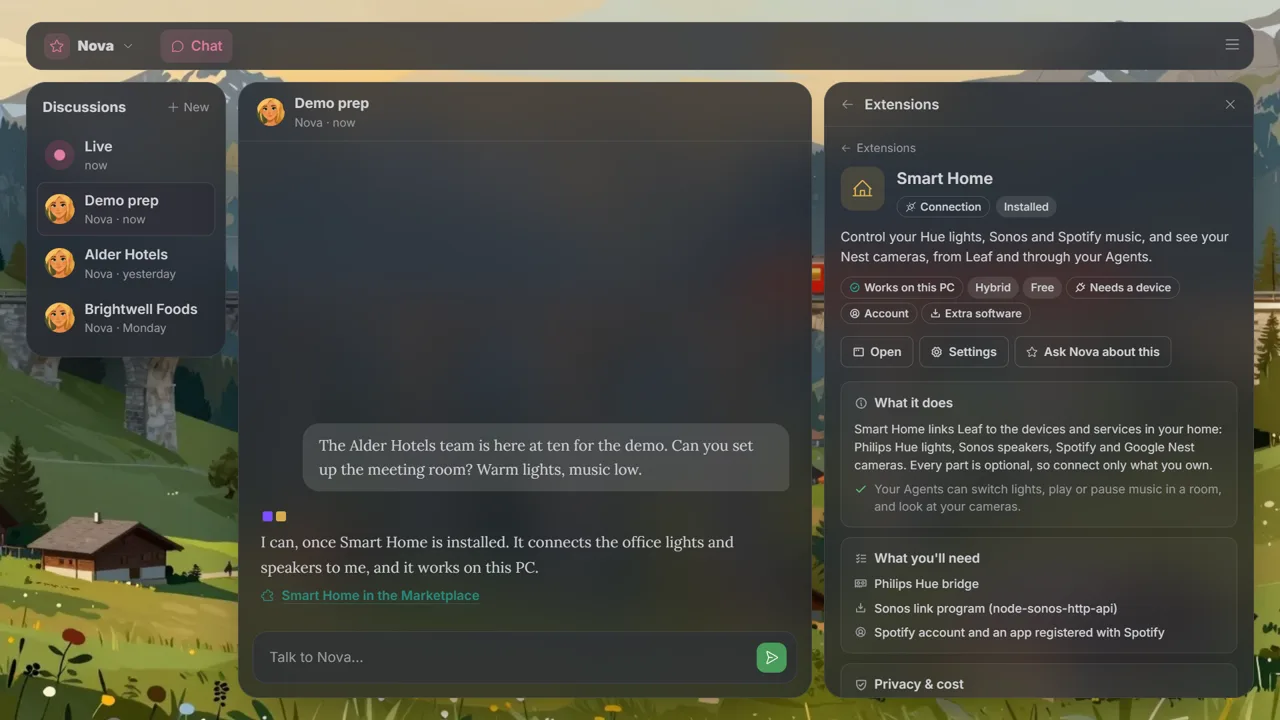 Nova
Chat
Discussions
New
Live
now
Demo prep
Nova · now
Alder Hotels
Nova · yesterday
Brightwell Foods
Nova · Monday
Demo prep
Nova · now
The Alder Hotels team is here at ten for the demo. Can you set
up the meeting room? Warm lights, music low.
I can, once Smart Home is installed. It connects the office lights and
speakers to me, and it works on this PC.
Smart Home in the Marketplace
Talk to Nova...
Extensions
Extensions
Smart Home
Connection
Installed
Control your Hue lights, Sonos and Spotify music, and see your
Nest cameras, from Leaf and through your Agents.
Works on this PC
Hybrid
Free
Needs a device
Account
Extra software
Open
Settings
Ask Nova about this
What it does
Smart Home links Leaf to the devices and services in your home:
Philips Hue lights, Sonos speakers, Spotify and Google Nest
cameras. Every part is optional, so connect only what you own.
Your Agents can switch lights, play or pause music in a room,
and look at your cameras.
What you'll need
Philips Hue bridge
Sonos link program (node-sonos-http-api)
Spotify account and an app registered with Spotify
Privacy & cost